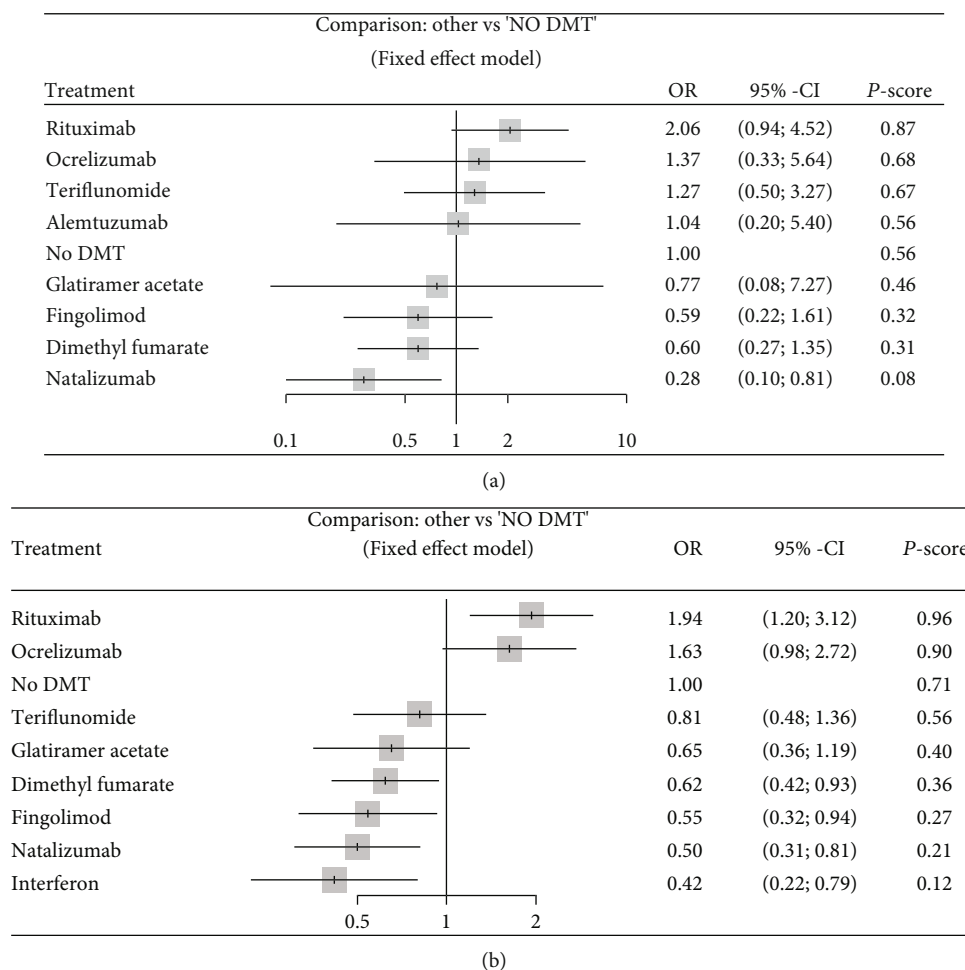 Comparison: other vs 'NO DMT'
(Fixed effect model)
Treatment OR 95% -CI P-score
Rituximab 2.06 (0.94; 4.52) 0.87
Ocrelizumab 1.37 (0.33; 5.64) 0.68
Teriflunomide 1.27 (0.50; 3.27) 0.67
Alemtuzumab 1.04 (0.20; 5.40) 0.56
No DMT 1.00 0.56
Glatiramer acetate 0.77 (0.08; 7.27) 0.46
Fingolimod 0.59 (0.22; 1.61) 0.32
Dimethyl fumarate 0.60 (0.27; 1.35) 0.31
Natalizumab 0.28 (0.10; 0.81) 0.08
0.1 0.5 1 2 10
(a)
Comparison: other vs 'NO DMT'
Treatment (Fixed effect model) OR 95% -CI P-score
Rituximab 1.94 (1.20; 3.12) 0.96
Ocrelizumab 1.63 (0.98; 2.72) 0.90
No DMT 1.00 0.71
Teriflunomide 0.81 (0.48; 1.36) 0.56
Glatiramer acetate 0.65 (0.36; 1.19) 0.40
Dimethyl fumarate 0.62 (0.42; 0.93) 0.36
Fingolimod 0.55 (0.32; 0.94) 0.27
Natalizumab 0.50 (0.31; 0.81) 0.21
Interferon 0.42 (0.22; 0.79) 0.12
0.5 1 2
(b)